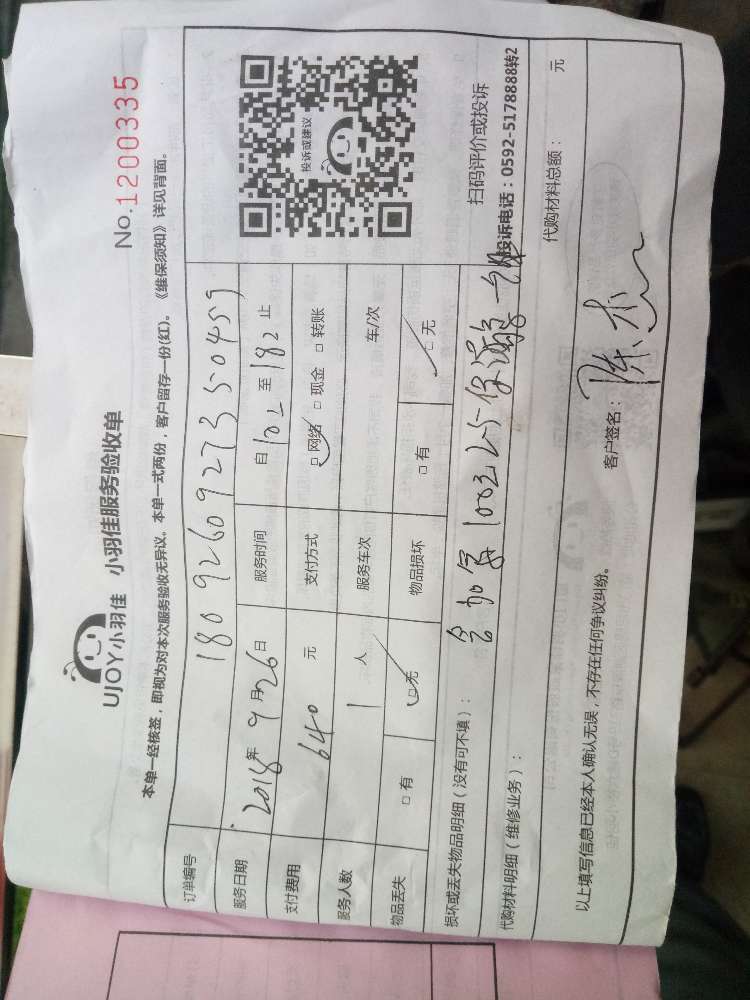 No.1200335
UJOY小羽佳 小羽佳服务验收单
本单一经核签，即视为对本次服务验收无异议。本单一式两份，客户留存一份(红)。《维保须知》详见背面。
订单编号 180926092735 0459
服务日期 2018年9月26日 服务时间 自 102 至 182 止
支付费用 640 元 支付方式 □网络 □现金 □转账
服务人数 1 人 服务车次 车/次
物品丢失 □有 □无 物品损坏 □有 □无
损坏或丢失物品明细（没有可不填）：
代购材料明细（维修业务）：
代购材料总额： 元
以上填写信息已经本人确认无误，不存在任何争议纠纷。
客户签名：
投诉或建议
扫码评价或投诉
投诉电话：0592-5178888转2